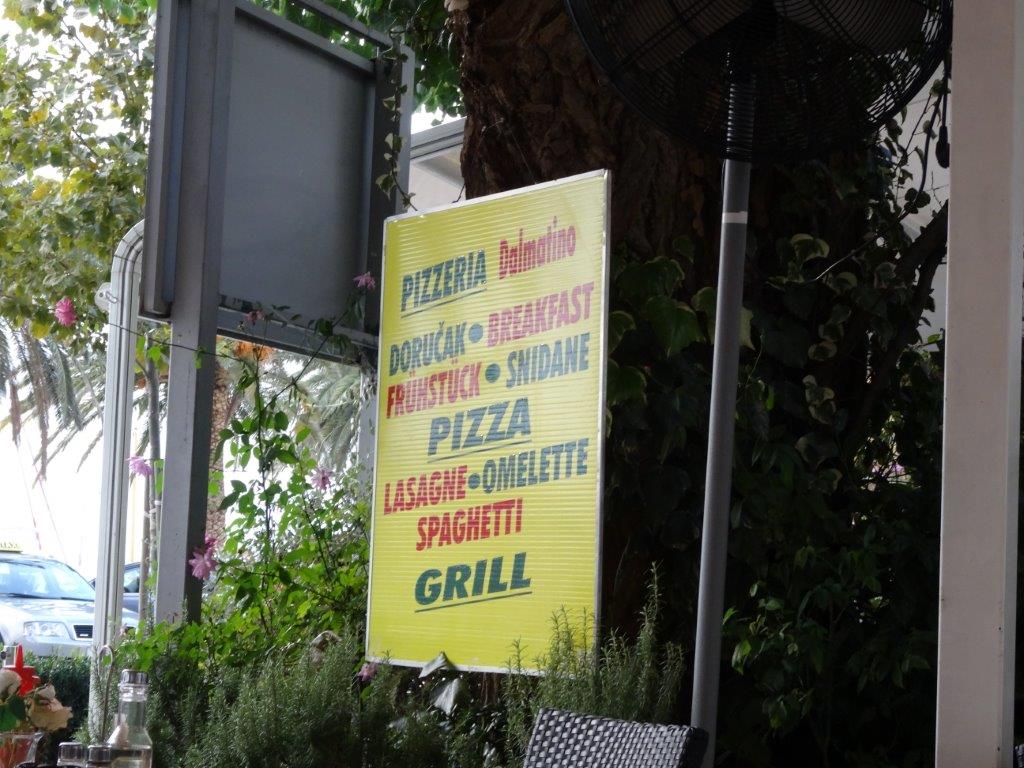 PIZZERIA Dalmatino
DORUČAK • BREAKFAST
FRÜHSTÜCK • SNIDANE
PIZZA
LASAGNE • OMELETTE
SPAGHETTI
GRILL